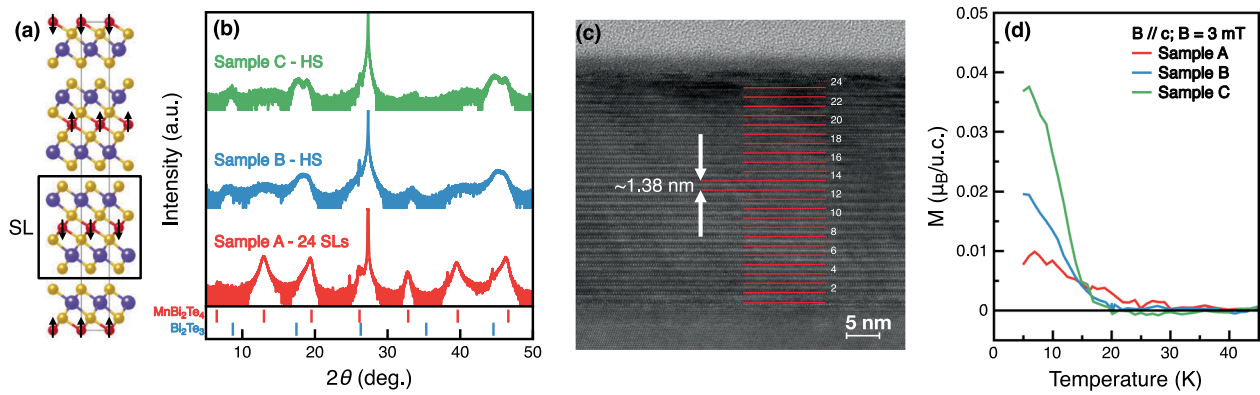 (a)
SL
(b)
Intensity (a.u.)
Sample C - HS
Sample B - HS
Sample A - 24 SLs
MnBi₂Te₄
Bi₂Te₃
10 20 30 40 50
2θ (deg.)
(c)
~1.38 nm
24
22
20
18
16
14
12
10
8
6
4
2
5 nm
(d)
B // c; B = 3 mT
Sample A
Sample B
Sample C
M (μB/u.c.)
0.05
0.04
0.03
0.02
0.01
0
0 10 20 30 40
Temperature (K)